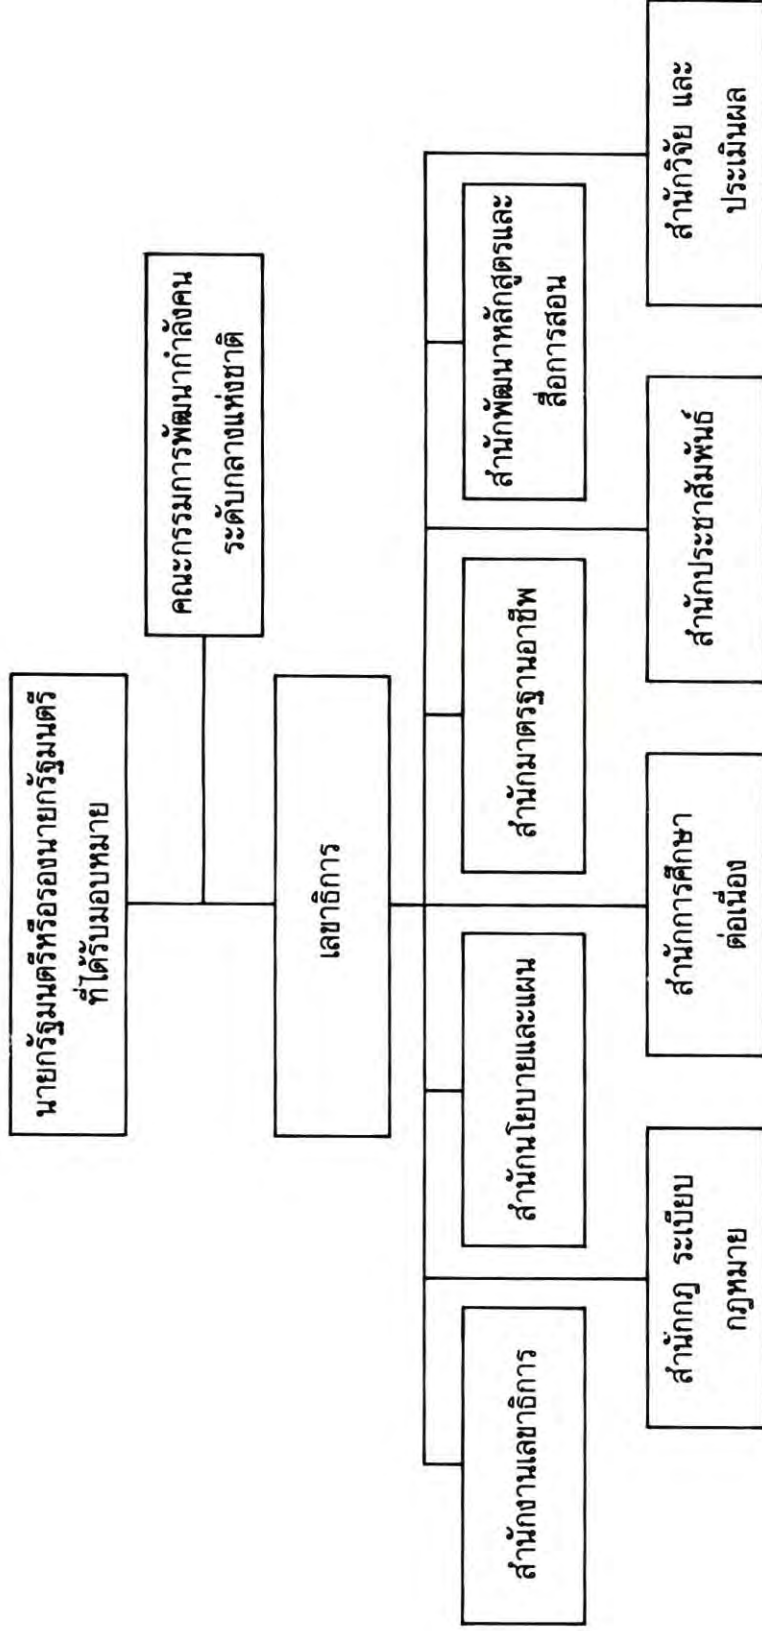 นายกรัฐมนตรีหรือรองนายกรัฐมนตรี
ที่ได้รับมอบหมาย
คณะกรรมการพัฒนากำลังคน
ระดับกลางแห่งชาติ
เลขาธิการ
สำนักงานเลขาธิการ
สำนักนโยบายและแผน
สำนักมาตรฐานอาชีพ
สำนักพัฒนาหลักสูตรและ
สื่อการสอน
สำนักกฎ ระเบียบ
กฎหมาย
สำนักการศึกษา
ต่อเนื่อง
สำนักประชาสัมพันธ์
สำนักวิจัย และ
ประเมินผล